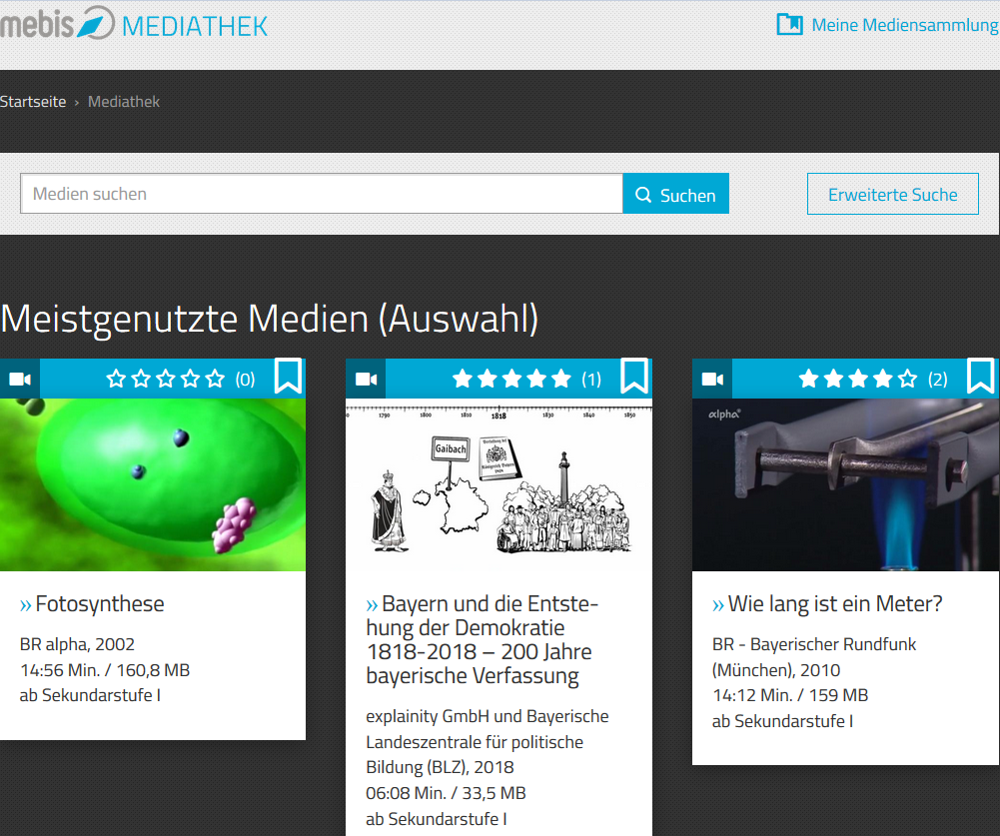 mebis MEDIATHEK
Meine Mediensammlung
Startseite › Mediathek
Medien suchen
Suchen
Erweiterte Suche
Meistgenutzte Medien (Auswahl)
(0)
» Fotosynthese
BR alpha, 2002
14:56 Min. / 160,8 MB
ab Sekundarstufe I
(1)
1790 1800 1810 1818 1830 1840 1850
Gaibach
» Bayern und die Entste-
hung der Demokratie
1818-2018 – 200 Jahre
bayerische Verfassung
explainity GmbH und Bayerische
Landeszentrale für politische
Bildung (BLZ), 2018
06:08 Min. / 33,5 MB
ab Sekundarstufe I
(2)
alpha®
» Wie lang ist ein Meter?
BR - Bayerischer Rundfunk
(München), 2010
14:12 Min. / 159 MB
ab Sekundarstufe I